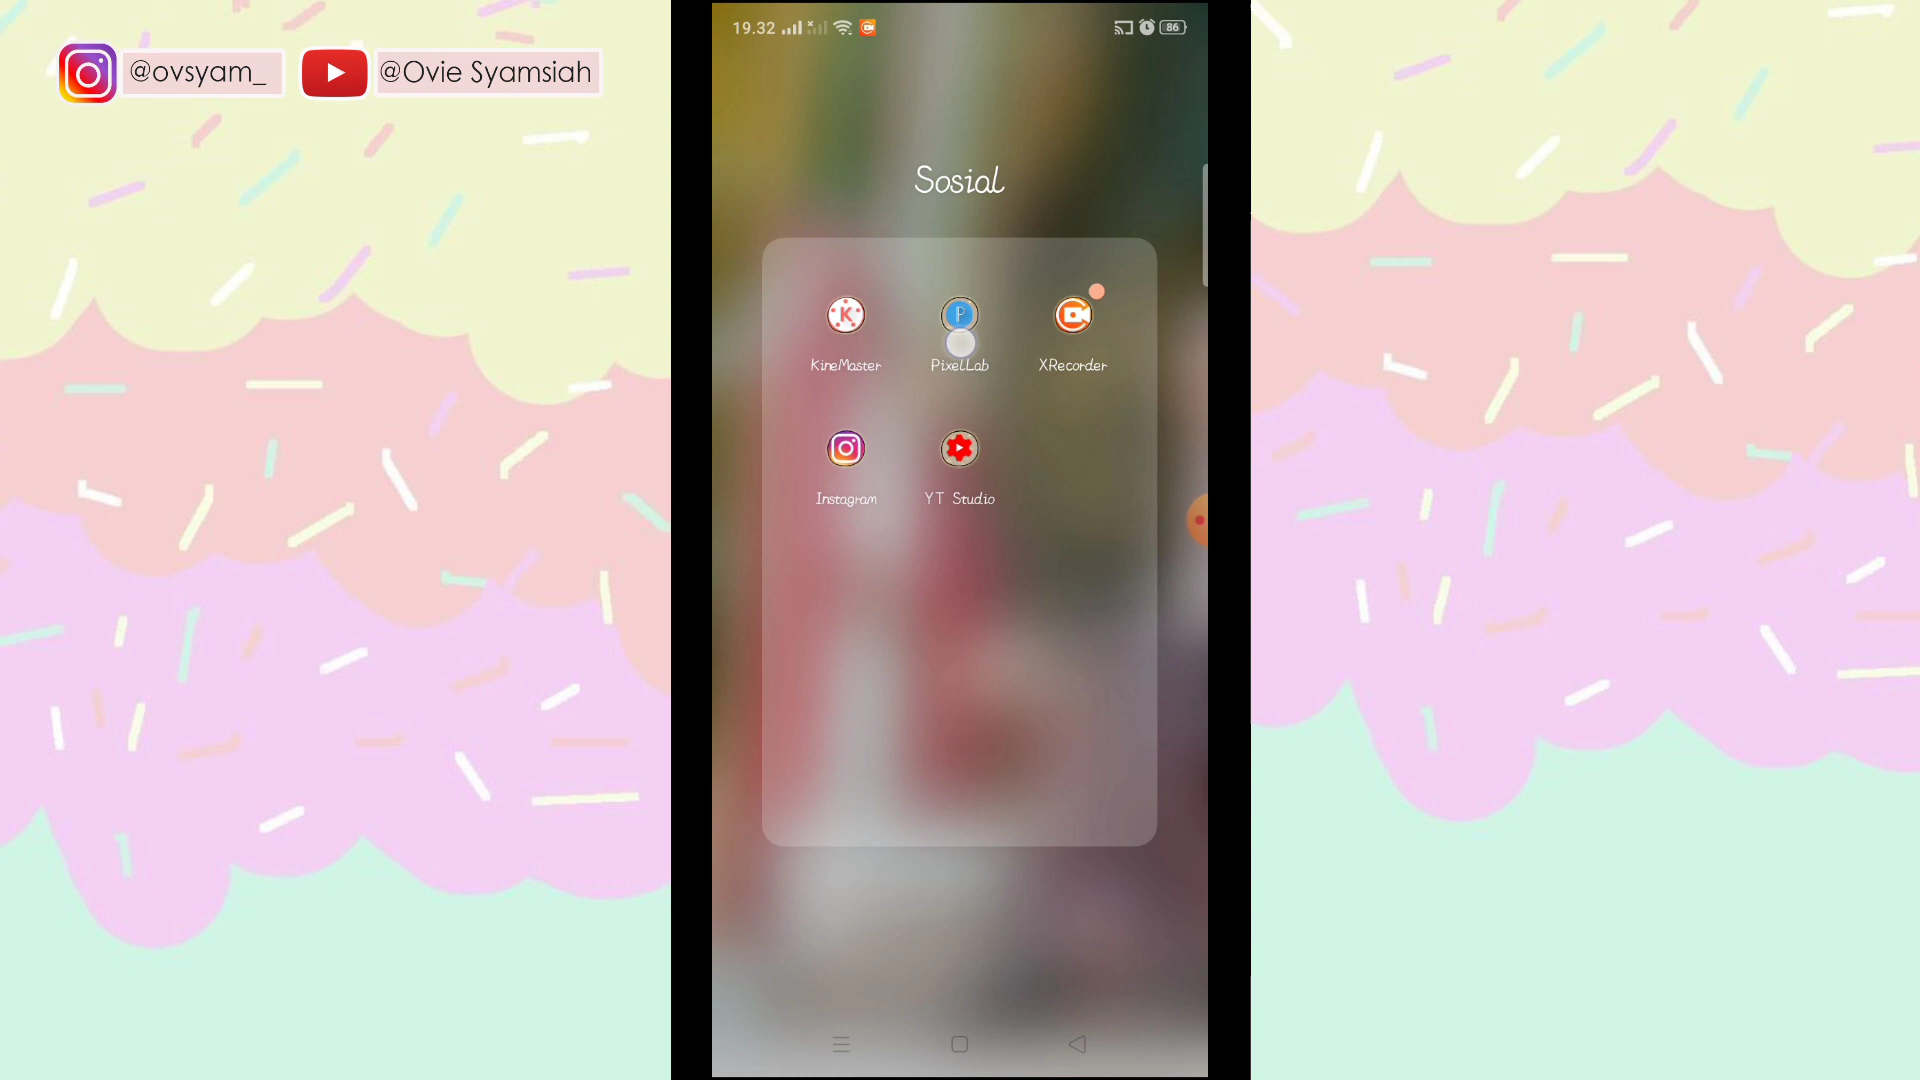 @ovsyam_ @Ovie Syamsiah
19.32 86
Sosial
KineMaster PixelLab XRecorder
Instagram YT Studio